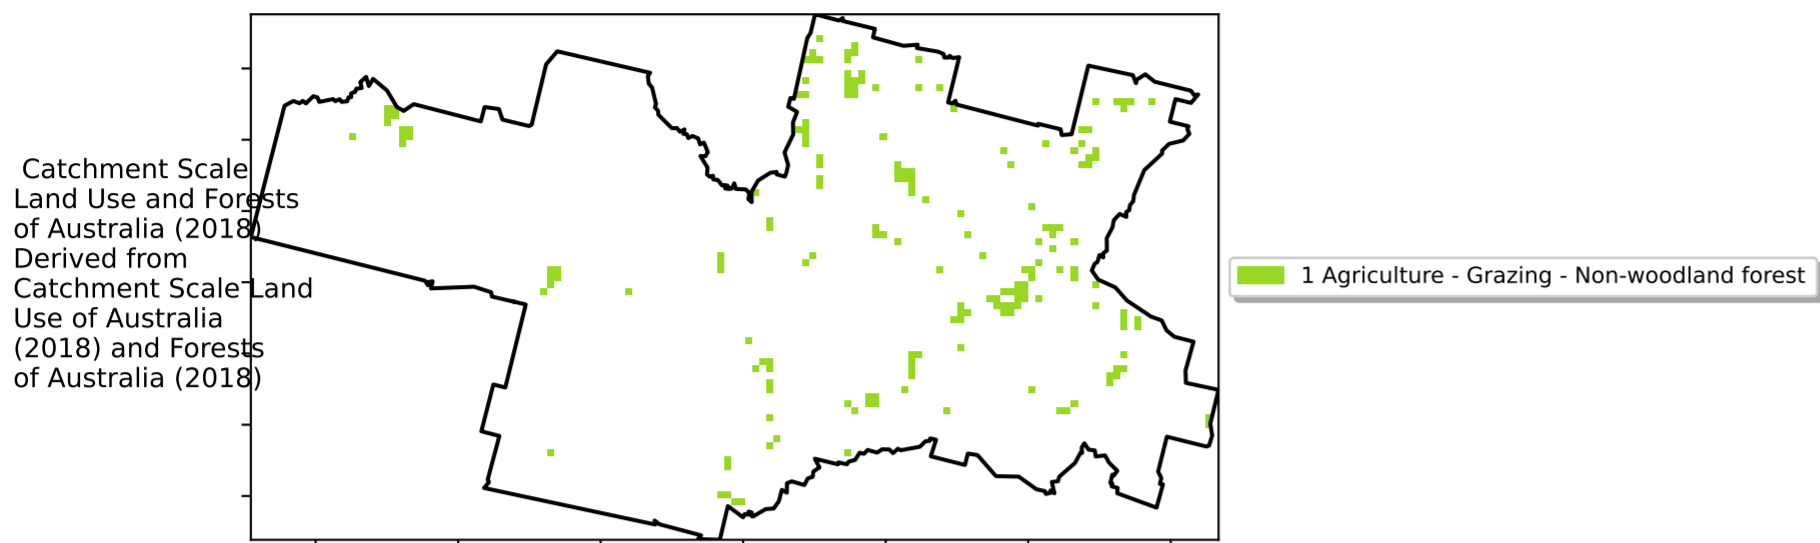 Catchment Scale
Land Use and Forests
of Australia (2018)
Derived from
Catchment Scale Land
Use of Australia
(2018) and Forests
of Australia (2018)
1 Agriculture - Grazing - Non-woodland forest